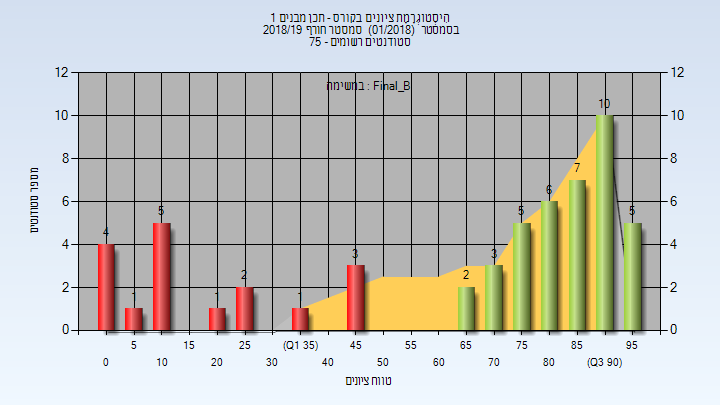 היסטוגרמת ציונים בקורס - תכן מבנים 1
בסמסטר (01/2018) סמסטר חורף 2018/19
סטודנטים רשומים - 75
במשימה : Final_B
12 12
10 10
8 8
6 6
4 4
2 2
0 0
4 1 5 1 2 1 3 2 3 5 6 7 10 5
מספר סטודנטים
5 15 25 (Q1 35) 45 55 65 75 85 95
0 10 20 30 40 50 60 70 80 (Q3 90)
טווח ציונים